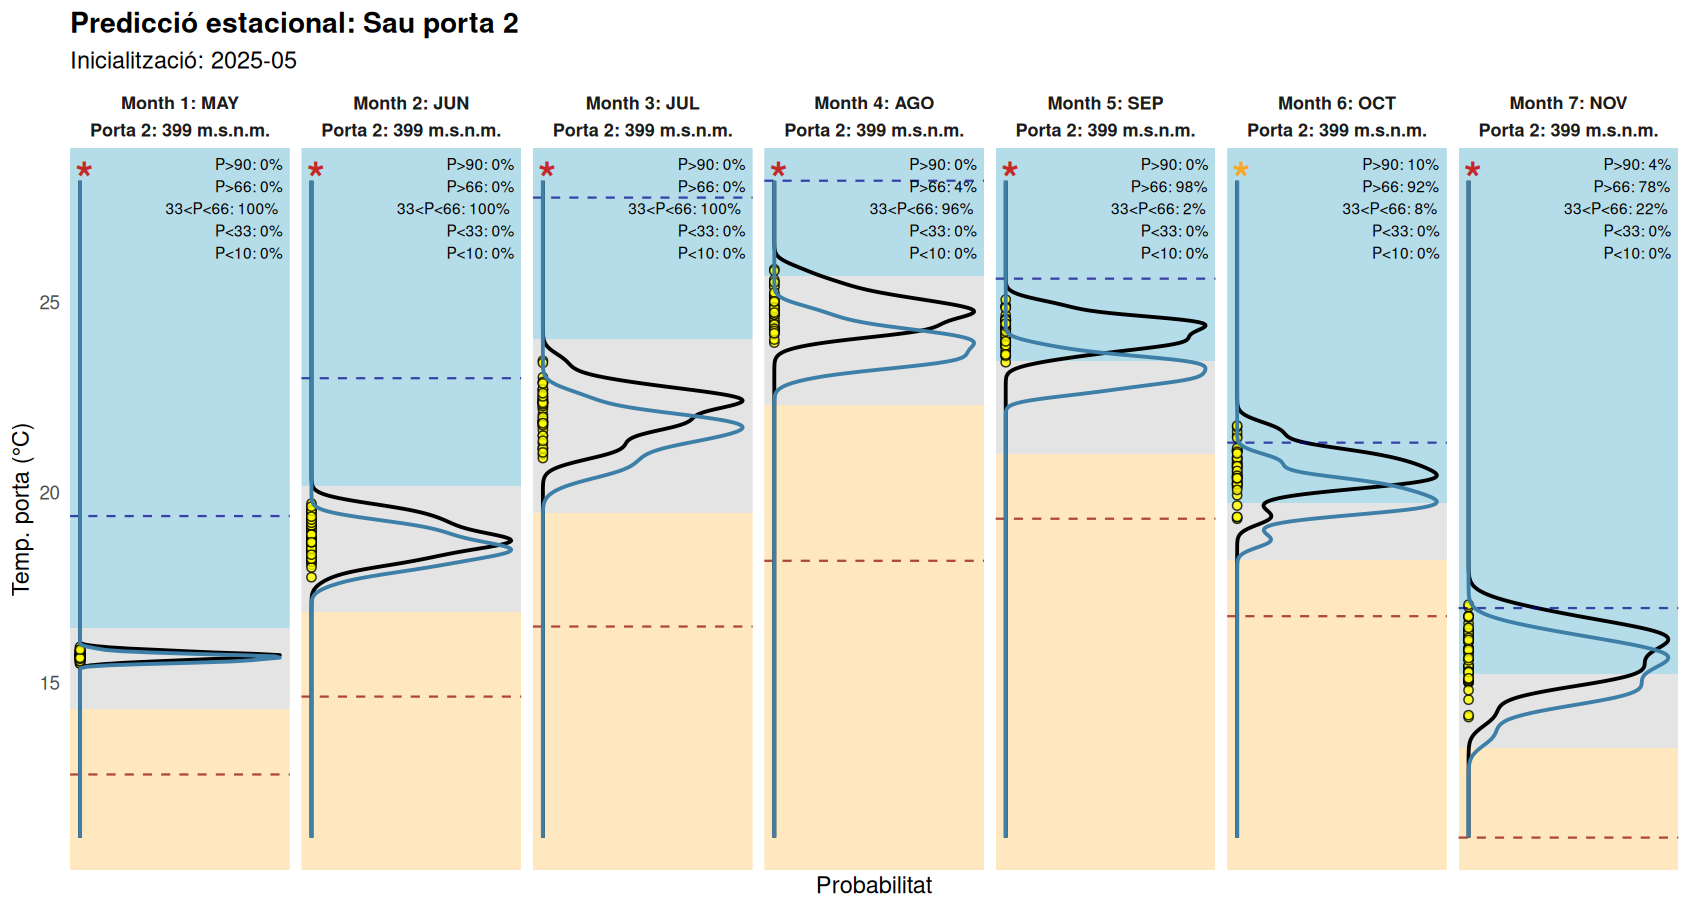 Predicció estacional: Sau porta 2
Inicialització: 2025-05
Month 1: MAY
Porta 2: 399 m.s.n.m.
Month 2: JUN
Porta 2: 399 m.s.n.m.
Month 3: JUL
Porta 2: 399 m.s.n.m.
Month 4: AGO
Porta 2: 399 m.s.n.m.
Month 5: SEP
Porta 2: 399 m.s.n.m.
Month 6: OCT
Porta 2: 399 m.s.n.m.
Month 7: NOV
Porta 2: 399 m.s.n.m.
*
P>90: 0%
P>66: 0%
33<P<66: 100%
P<33: 0%
P<10: 0%
*
P>90: 0%
P>66: 0%
33<P<66: 100%
P<33: 0%
P<10: 0%
*
P>90: 0%
P>66: 0%
33<P<66: 100%
P<33: 0%
P<10: 0%
*
P>90: 0%
P>66: 4%
33<P<66: 96%
P<33: 0%
P<10: 0%
*
P>90: 0%
P>66: 98%
33<P<66: 2%
P<33: 0%
P<10: 0%
*
P>90: 10%
P>66: 92%
33<P<66: 8%
P<33: 0%
P<10: 0%
*
P>90: 4%
P>66: 78%
33<P<66: 22%
P<33: 0%
P<10: 0%
25
20
15
Temp. porta (°C)
Probabilitat